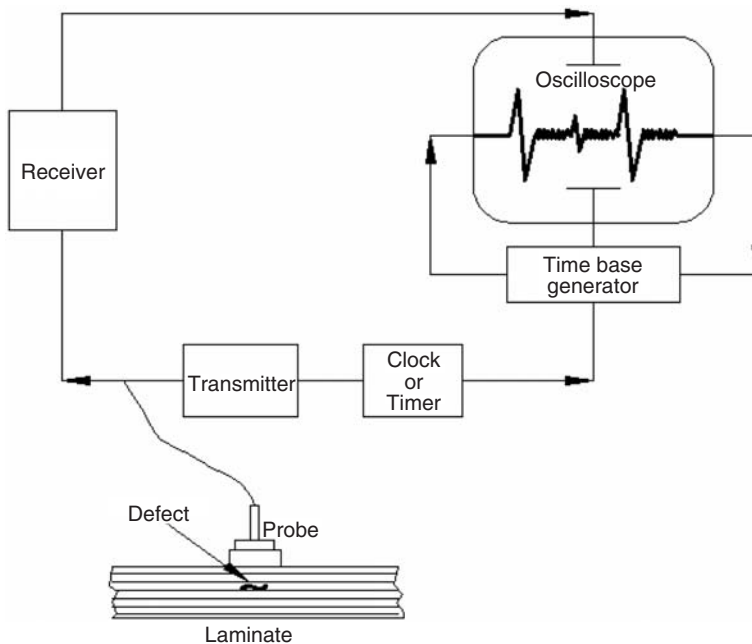 Oscilloscope
Receiver
Time base
generator
Transmitter
Clock
or
Timer
Defect
Probe
Laminate